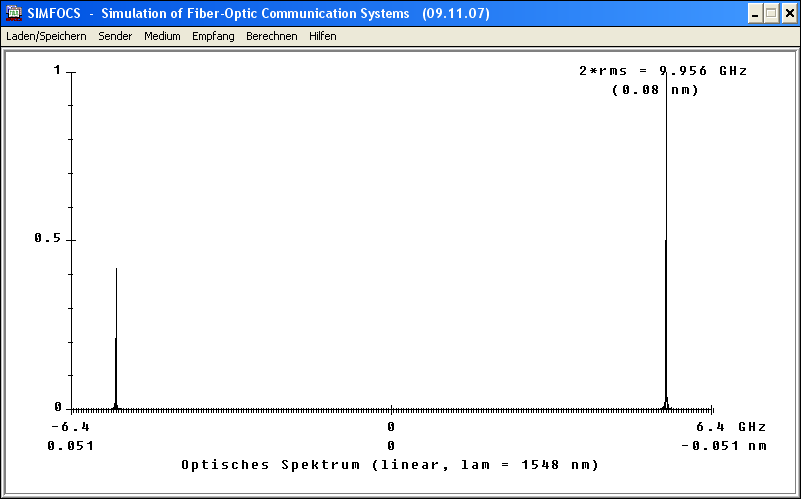 SIMFOCS - Simulation of Fiber-Optic Communication Systems (09.11.07)
Laden/Speichern Sender Medium Empfang Berechnen Hilfen
1
2*rms = 9.956 GHz
(0.08 nm)
0.5
0
-6.4 0 6.4 GHz
0.051 0 -0.051 nm
Optisches Spektrum (linear, lam = 1548 nm)